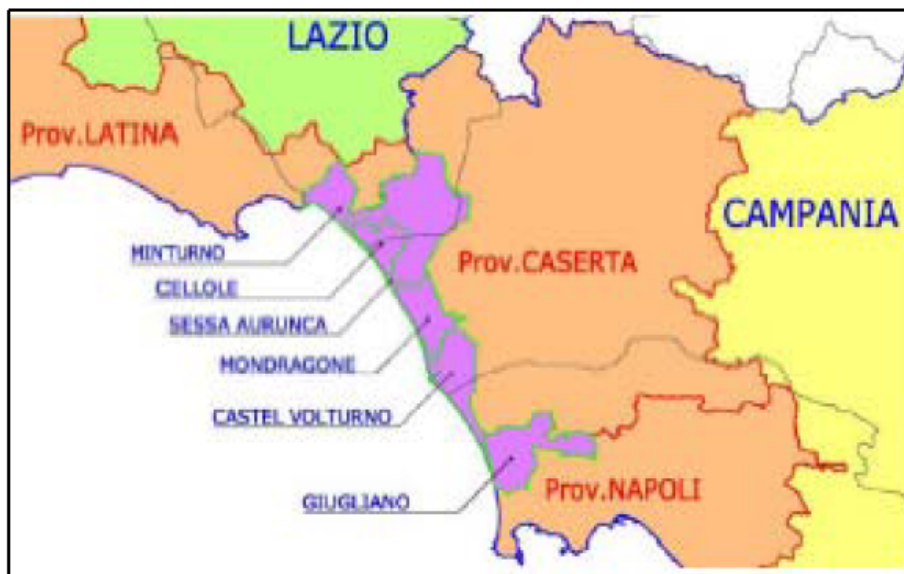 LAZIO
Prov.LATINA
CAMPANIA
MINTURNO
Prov.CASERTA
CELLOLE
SESSA AURUNCA
MONDRAGONE
CASTEL VOLTURNO
Prov.NAPOLI
GIUGLIANO